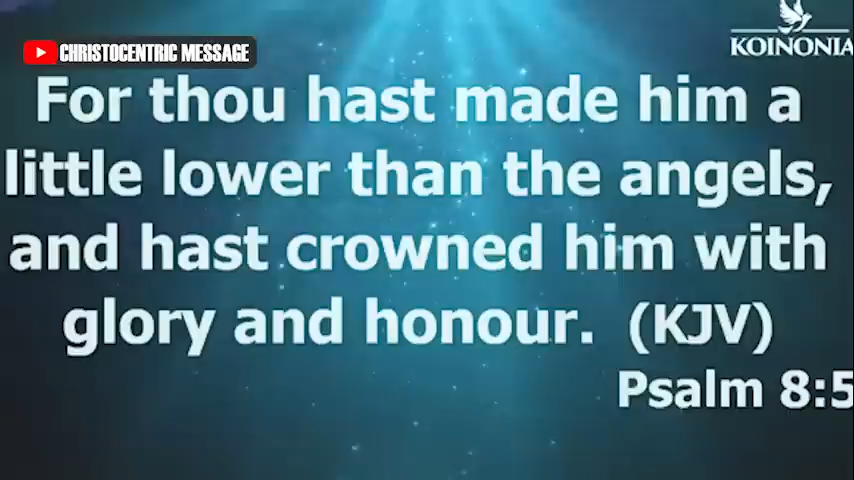 CHRISTOCENTRIC MESSAGE
KOINONIA
For thou hast made him a
little lower than the angels,
and hast crowned him with
glory and honour. (KJV)
Psalm 8:5